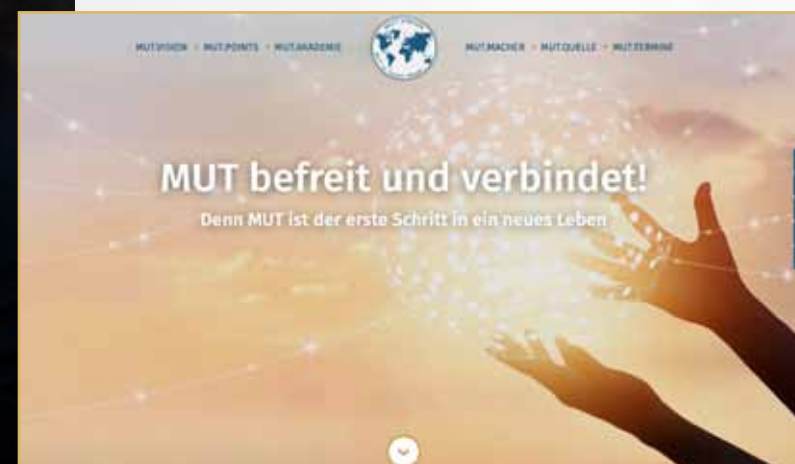 MUT.VISION • MUT.POINTS • MUT.AKADEMIE
MUT.MACHER • MUT.QUELLE • MUT.TERMINE
MUT befreit und verbindet!
Denn MUT ist der erste Schritt in ein neues Leben